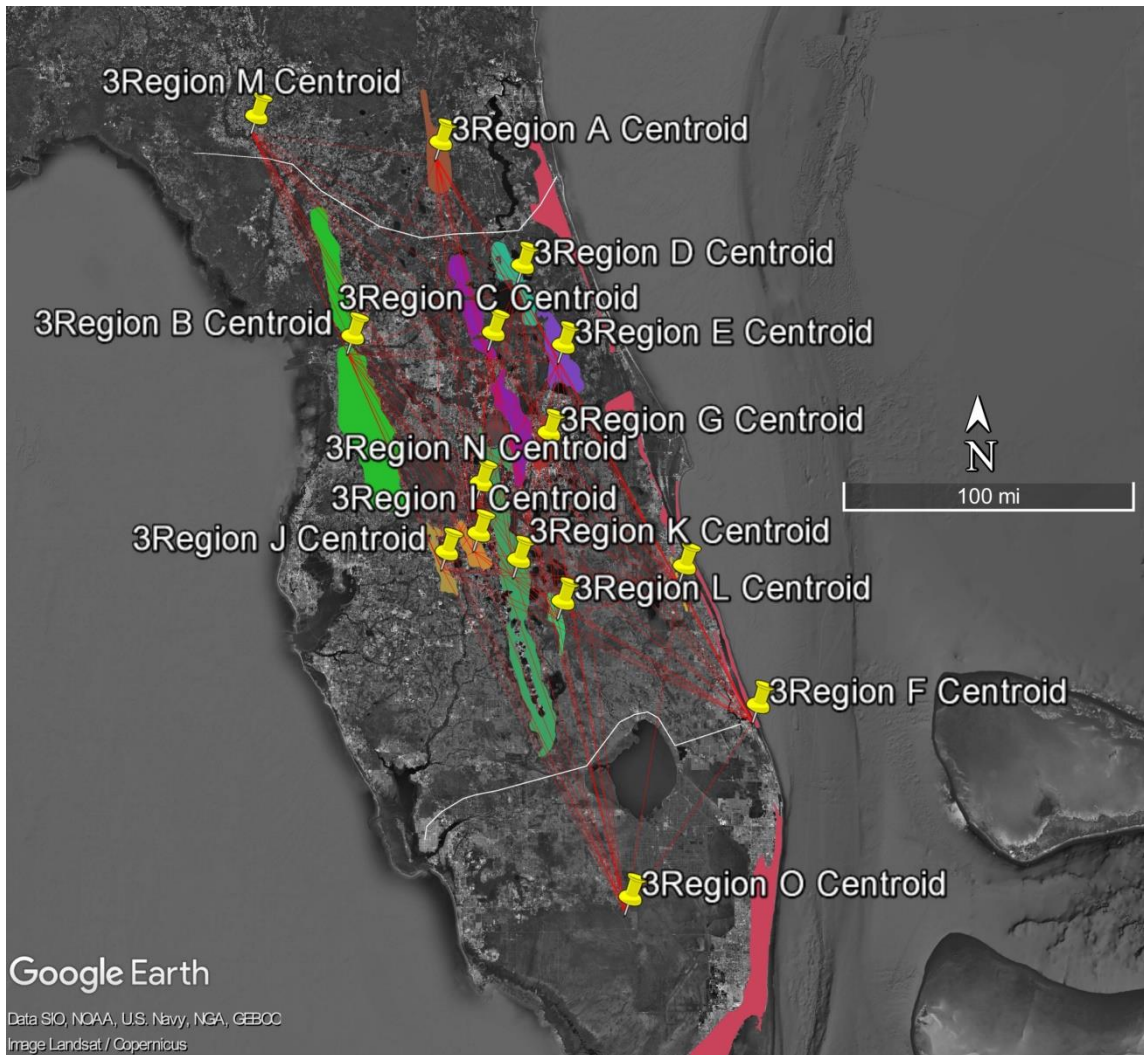 3Region M Centroid
3Region A Centroid
3Region D Centroid
3Region C Centroid
3Region B Centroid
3Region E Centroid
3Region G Centroid
3Region N Centroid
3Region I Centroid
3Region K Centroid
3Region J Centroid
3Region L Centroid
3Region F Centroid
3Region O Centroid
N
100 mi
Google Earth
Data SIO, NOAA, U.S. Navy, NGA, GEBCO
Image Landsat / Copernicus